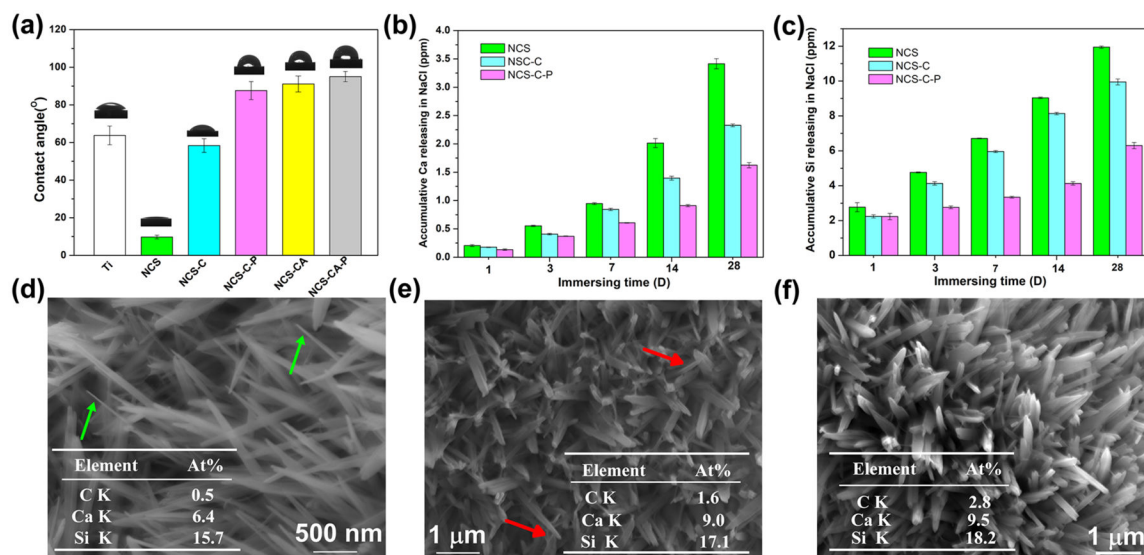 (a)
120
100
80
60
40
20
0
Contact angle(O)
Ti
NCS
NCS-C
NCS-C-P
NCS-CA
NCS-CA-P
(b)
4.0
3.5
3.0
2.5
2.0
1.5
1.0
0.5
0.0
Accumulative Ca releasing in NaCl (ppm)
NCS
NSC-C
NCS-C-P
1 3 7 14 28
Immersing time (D)
(c)
12
10
8
6
4
2
0
Accumulative Si releasing in NaCl (ppm)
NCS
NCS-C
NCS-C-P
1 3 7 14 28
Immersing time (D)
(d)
Element At%
C K 0.5
Ca K 6.4
Si K 15.7
500 nm
(e)
Element At%
C K 1.6
Ca K 9.0
Si K 17.1
1 μm
(f)
Element At%
C K 2.8
Ca K 9.5
Si K 18.2
1 μm